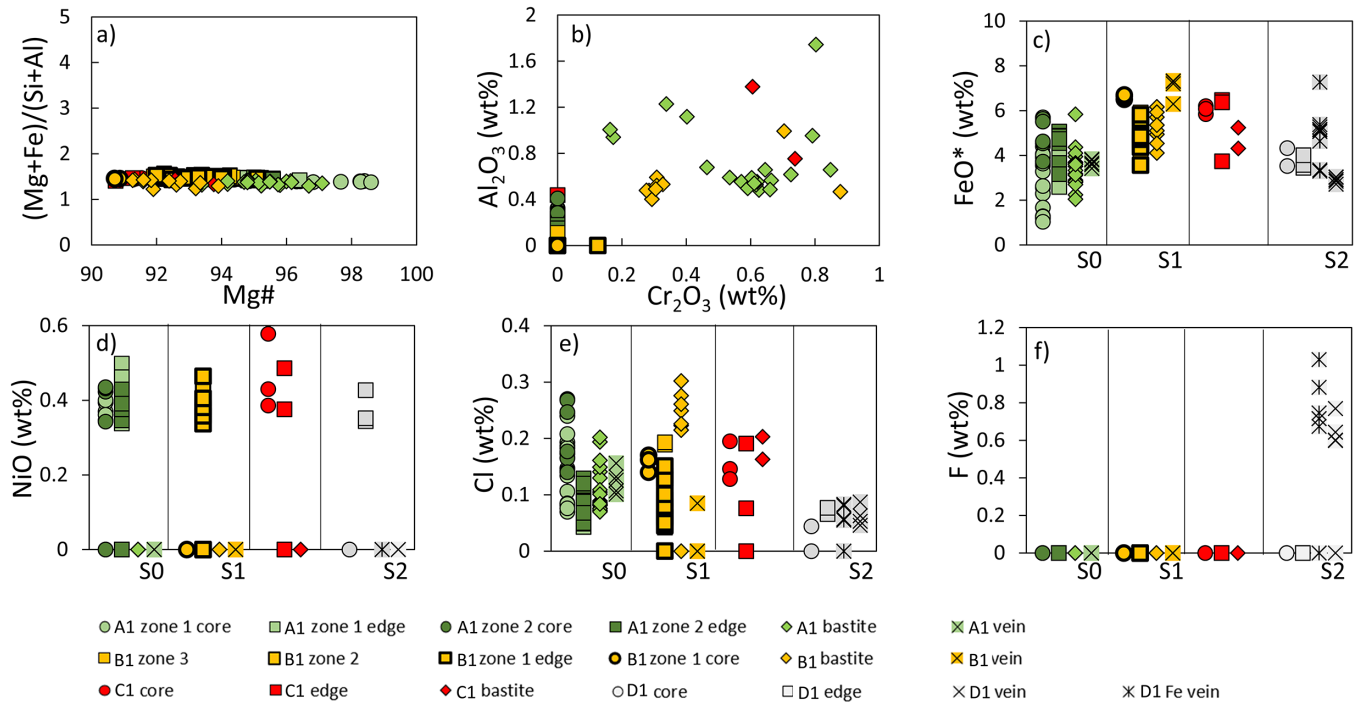 a)
(Mg+Fe)/(Si+Al)
5
4
3
2
1
0
90 92 94 96 98 100
Mg#
b)
Al₂O₃ (wt%)
2
1.6
1.2
0.8
0.4
0
0 0.2 0.4 0.6 0.8 1
Cr₂O₃ (wt%)
c)
FeO* (wt%)
10
8
6
4
2
0
S0 S1 S2
d)
NiO (wt%)
0.6
0.4
0.2
0
S0 S1 S2
e)
Cl (wt%)
0.4
0.3
0.2
0.1
0
S0 S1 S2
f)
F (wt%)
1.2
1
0.8
0.6
0.4
0.2
0
S0 S1 S2
A1 zone 1 core A1 zone 1 edge A1 zone 2 core A1 zone 2 edge A1 bastite A1 vein
B1 zone 3 B1 zone 2 B1 zone 1 edge B1 zone 1 core B1 bastite B1 vein
C1 core C1 edge C1 bastite D1 core D1 edge D1 vein D1 Fe vein